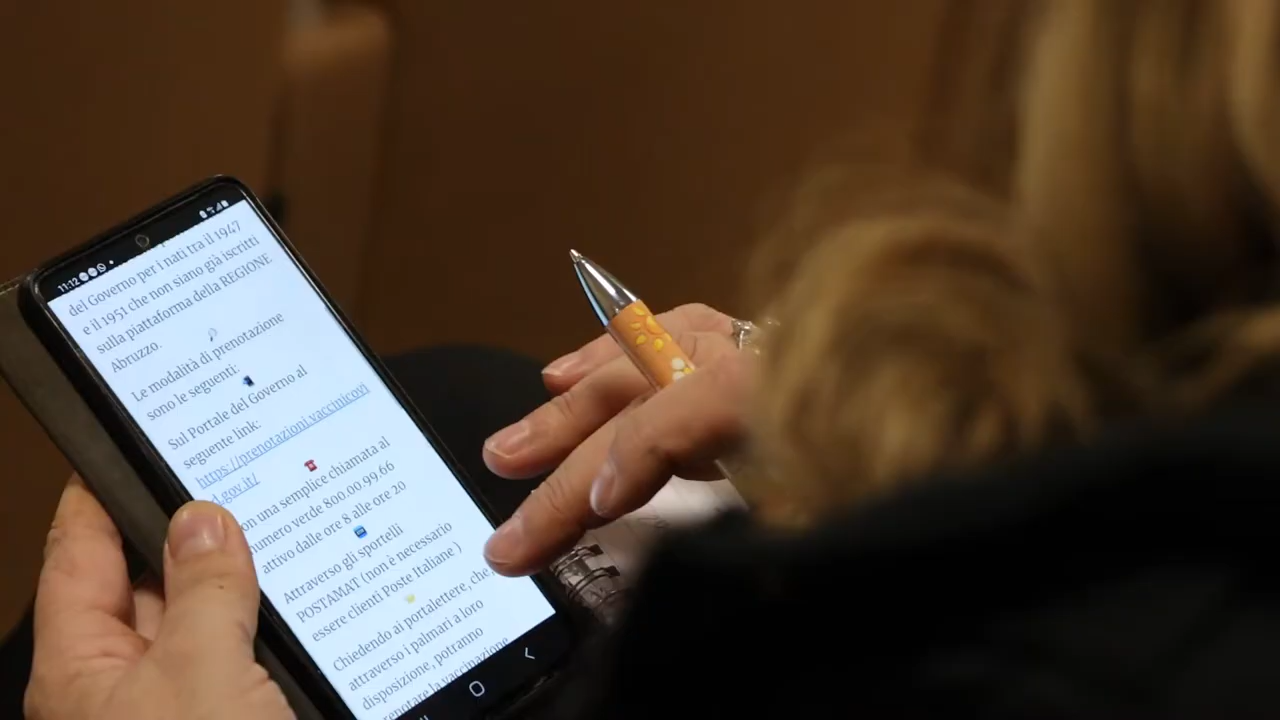 11:12
del Governo per i nati tra il 1947
e il 1951 che non siano già iscritti
sulla piattaforma della REGIONE
Abruzzo.
Le modalità di prenotazione
sono le seguenti:
Sul Portale del Governo al
seguente link:
https://prenotazioni.vaccinicovi
d.gov.it/
on una semplice chiamata al
numero verde 800.00.99.66
attivo dalle ore 8 alle ore 20
Attraverso gli sportelli
POSTAMAT (non è necessario
essere clienti Poste Italiane )
Chiedendo ai portalettere, che
attraverso i palmari a loro
disposizione, potranno
renotare la vaccinazione